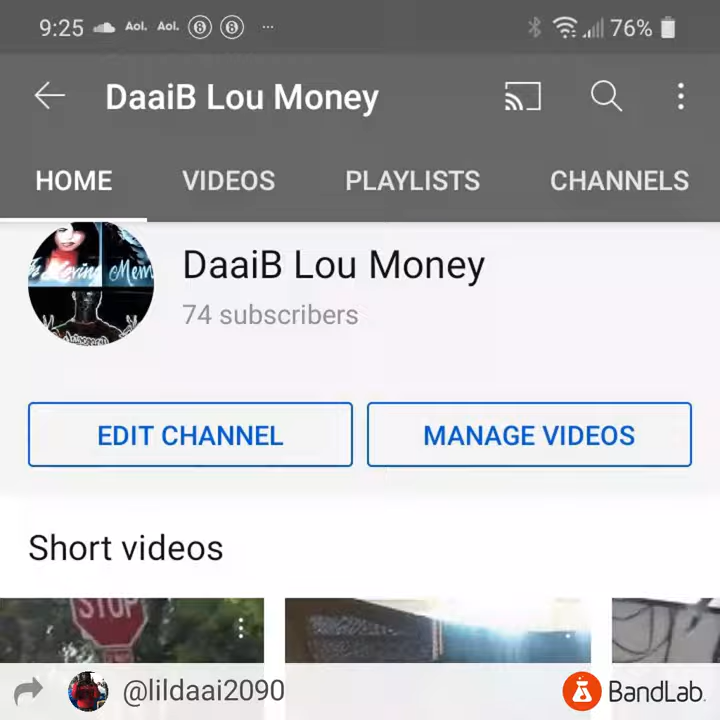 9:25 Aol. Aol. 76%
DaaiB Lou Money
HOME VIDEOS PLAYLISTS CHANNELS
DaaiB Lou Money
74 subscribers
EDIT CHANNEL MANAGE VIDEOS
Short videos
STOP
@lildaai2090 BandLab.